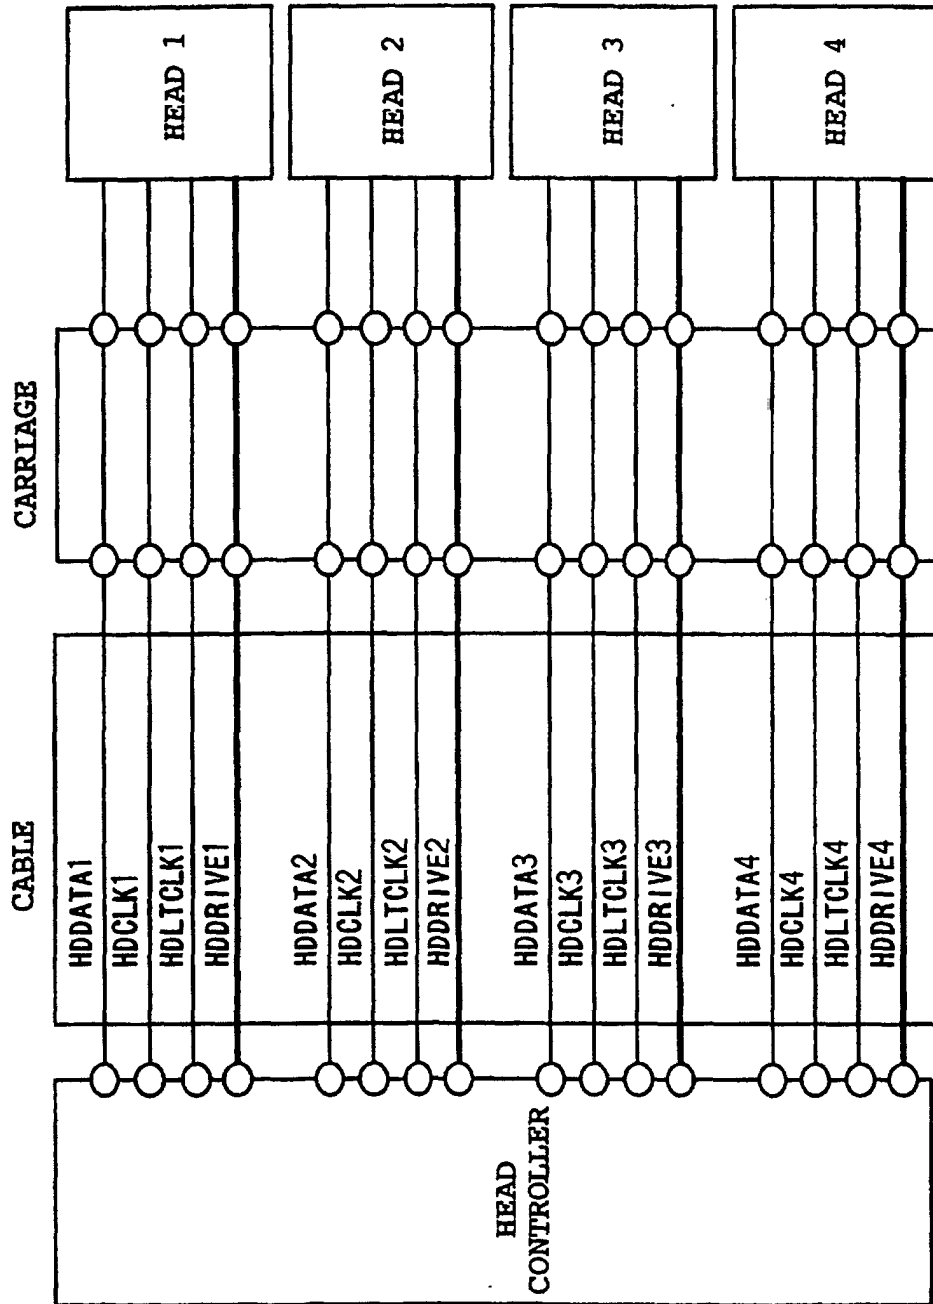 HEAD
CONTROLLER
CABLE
HDDATA1
HDCLK1
HDLTCLK1
HDDRIVE1
HDDATA2
HDCLK2
HDLTCLK2
HDDRIVE2
HDDATA3
HDCLK3
HDLTCLK3
HDDRIVE3
HDDATA4
HDCLK4
HDLTCLK4
HDDRIVE4
CARRIAGE
HEAD 1
HEAD 2
HEAD 3
HEAD 4